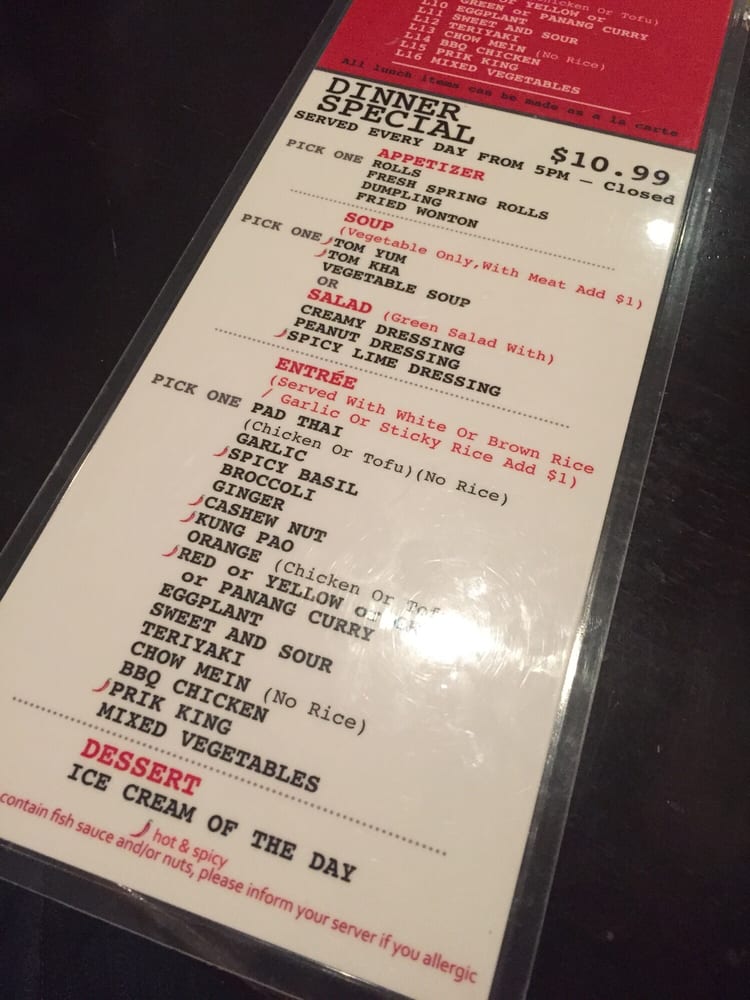 Chicken Or Tofu)
OF YELLOW or
L10 GREEN or PANANG CURRY
L11 EGGPLANT
L12 SWEET AND SOUR
L13 TERIYAKI
L14 CHOW MEIN (No Rice)
L15 BBQ CHICKEN
L16 PRIK KING
MIXED VEGETABLES
All lunch items can be made as a la carte
DINNER
SPECIAL $10.99
SERVED EVERY DAY FROM 5PM — Closed
PICK ONE APPETIZER
ROLLS
FRESH SPRING ROLLS
DUMPLING
FRIED WONTON
SOUP
(Vegetable Only,With Meat Add $1)
PICK ONE TOM YUM
TOM KHA
VEGETABLE SOUP
OR
SALAD (Green Salad With)
CREAMY DRESSING
PEANUT DRESSING
SPICY LIME DRESSING
ENTRÉE
(Served With White Or Brown Rice
/ Garlic Or Sticky Rice Add $1)
PICK ONE PAD THAI
(Chicken Or Tofu)(No Rice)
GARLIC
SPICY BASIL
BROCCOLI
GINGER
CASHEW NUT
KUNG PAO
ORANGE (Chicken Or
RED or YELLOW or
or PANANG CURRY
EGGPLANT
SWEET AND SOUR
TERIYAKI
CHOW MEIN (No Rice)
BBQ CHICKEN
PRIK KING
MIXED VEGETABLES
DESSERT
ICE CREAM OF THE DAY
hot & spicy
contain fish sauce and/or nuts, please inform your server if you allergic